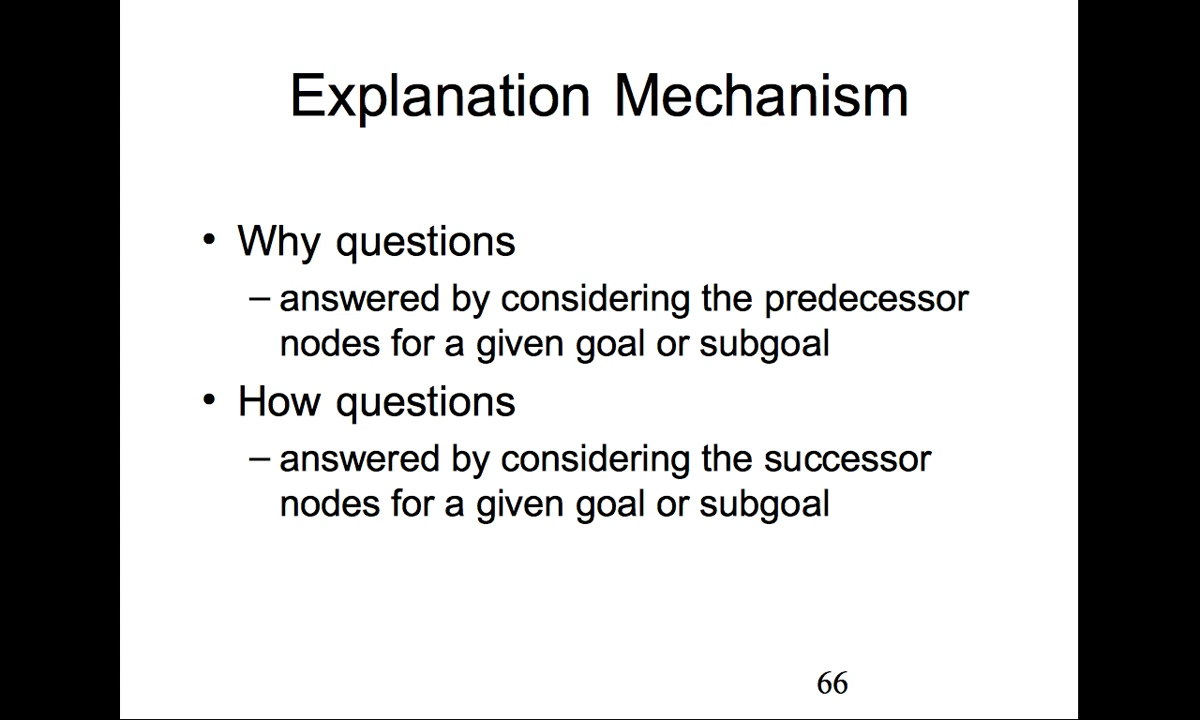 Explanation Mechanism
• Why questions
– answered by considering the predecessor
nodes for a given goal or subgoal
• How questions
– answered by considering the successor
nodes for a given goal or subgoal
66